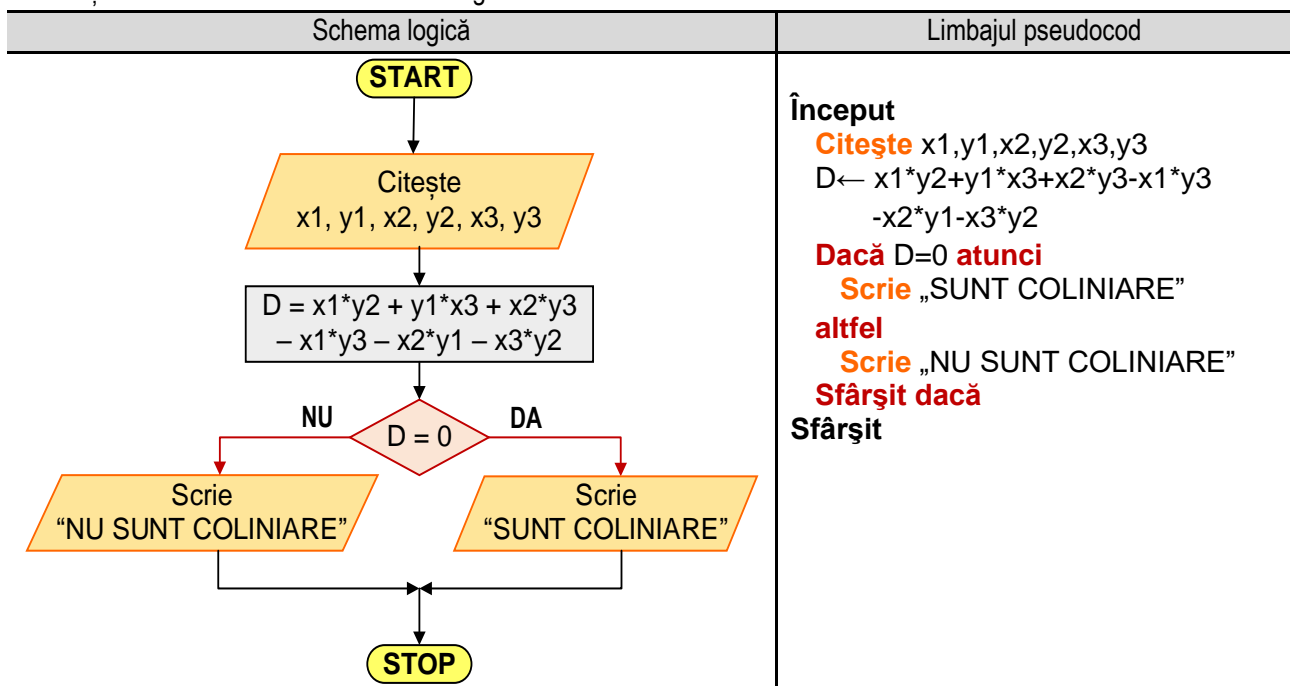 Schema logică
Limbajul pseudocod
START
Citește
x1, y1, x2, y2, x3, y3
D = x1*y2 + y1*x3 + x2*y3
– x1*y3 – x2*y1 – x3*y2
NU
D = 0
DA
Scrie
“NU SUNT COLINIARE”
Scrie
“SUNT COLINIARE”
STOP
Început
Citeşte x1,y1,x2,y2,x3,y3
D← x1*y2+y1*x3+x2*y3-x1*y3
-x2*y1-x3*y2
Dacă D=0 atunci
Scrie „SUNT COLINIARE”
altfel
Scrie „NU SUNT COLINIARE”
Sfârşit dacă
Sfârşit